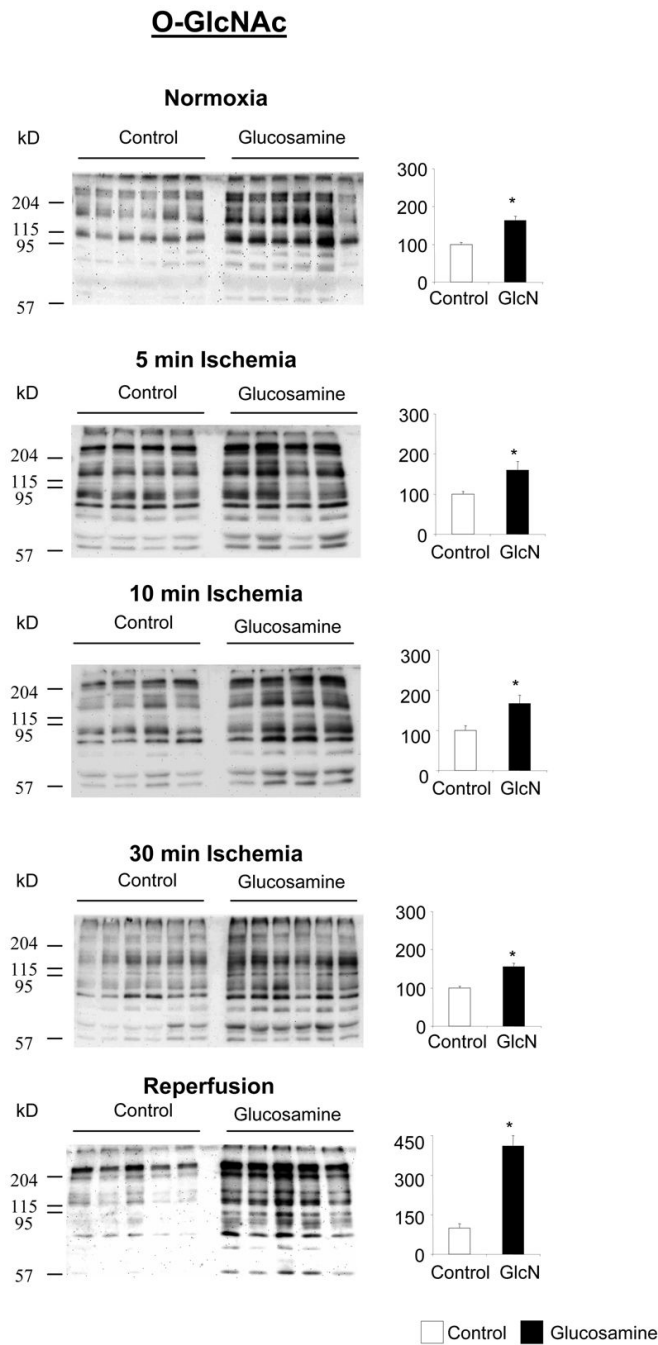 O-GlcNAc
Normoxia
kD Control Glucosamine
204
115
95
57
300
200
100
0
Control GlcN
*
5 min Ischemia
kD Control Glucosamine
204
115
95
57
300
200
100
0
Control GlcN
*
10 min Ischemia
kD Control Glucosamine
204
115
95
57
300
200
100
0
Control GlcN
*
30 min Ischemia
kD Control Glucosamine
204
115
95
57
300
200
100
0
Control GlcN
*
Reperfusion
kD Control Glucosamine
204
115
95
57
450
300
150
0
Control GlcN
*
Control Glucosamine